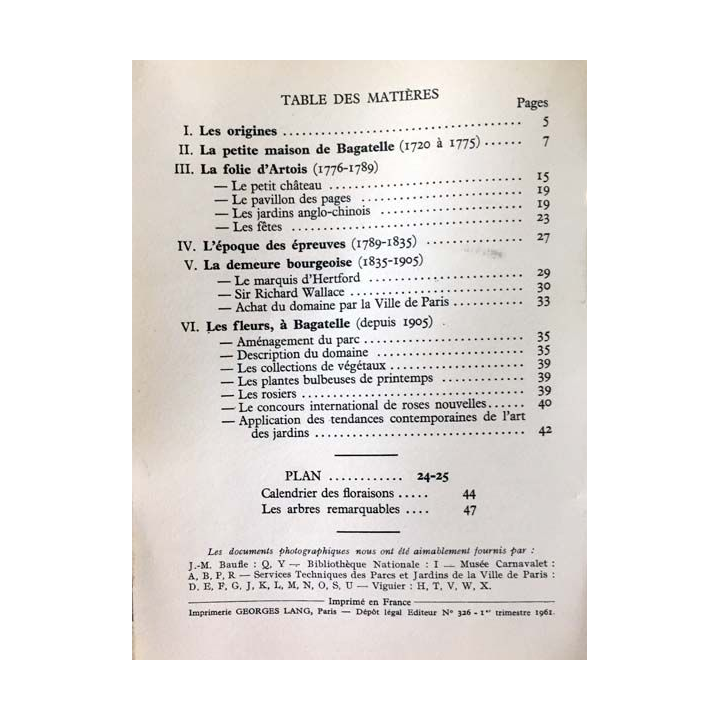 TABLE DES MATIÈRES
Pages
I. Les origines ........................................ 5
II. La petite maison de Bagatelle (1720 à 1775) ...... 7
III. La folie d'Artois (1776-1789)
— Le petit château .............................. 15
— Le pavillon des pages ......................... 19
— Les jardins anglo-chinois ..................... 19
— Les fêtes ..................................... 23
IV. L'époque des épreuves (1789-1835) ............... 27
V. La demeure bourgeoise (1835-1905)
— Le marquis d'Hertford ......................... 29
— Sir Richard Wallace ........................... 30
— Achat du domaine par la Ville de Paris .......... 33
VI. Les fleurs, à Bagatelle (depuis 1905)
— Aménagement du parc ........................... 35
— Description du domaine ........................ 35
— Les collections de végétaux .................... 39
— Les plantes bulbeuses de printemps ............. 39
— Les rosiers ................................... 39
— Le concours international de roses nouvelles ...... 40
— Application des tendances contemporaines de l'art
des jardins ..................................... 42
PLAN ............ 24-25
Calendrier des floraisons ..... 44
Les arbres remarquables .... 47
Les documents photographiques nous ont été aimablement fournis par :
J.-M. Baufle : Q, Y — Bibliothèque Nationale : I — Musée Carnavalet :
A, B, P, R — Services Techniques des Parcs et Jardins de la Ville de Paris :
D, E, F, G, J, K, L, M, N, O, S, U — Viguier : H, T, V, W, X.
Imprimé en France
Imprimerie GEORGES LANG, Paris — Dépôt légal Editeur N° 326 - 1er trimestre 1961.